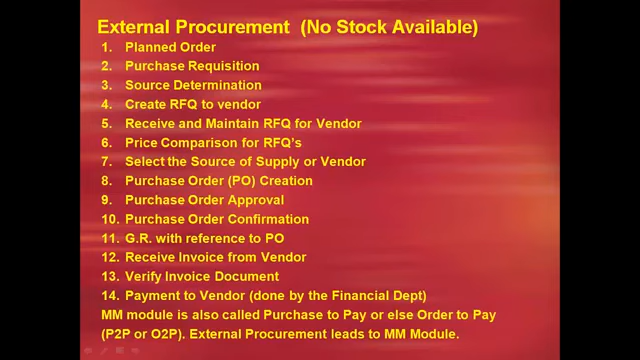 External Procurement (No Stock Available)
1. Planned Order
2. Purchase Requisition
3. Source Determination
4. Create RFQ to vendor
5. Receive and Maintain RFQ for Vendor
6. Price Comparison for RFQ's
7. Select the Source of Supply or Vendor
8. Purchase Order (PO) Creation
9. Purchase Order Approval
10. Purchase Order Confirmation
11. G.R. with reference to PO
12. Receive Invoice from Vendor
13. Verify Invoice Document
14. Payment to Vendor (done by the Financial Dept)
MM module is also called Purchase to Pay or else Order to Pay
(P2P or O2P). External Procurement leads to MM Module.